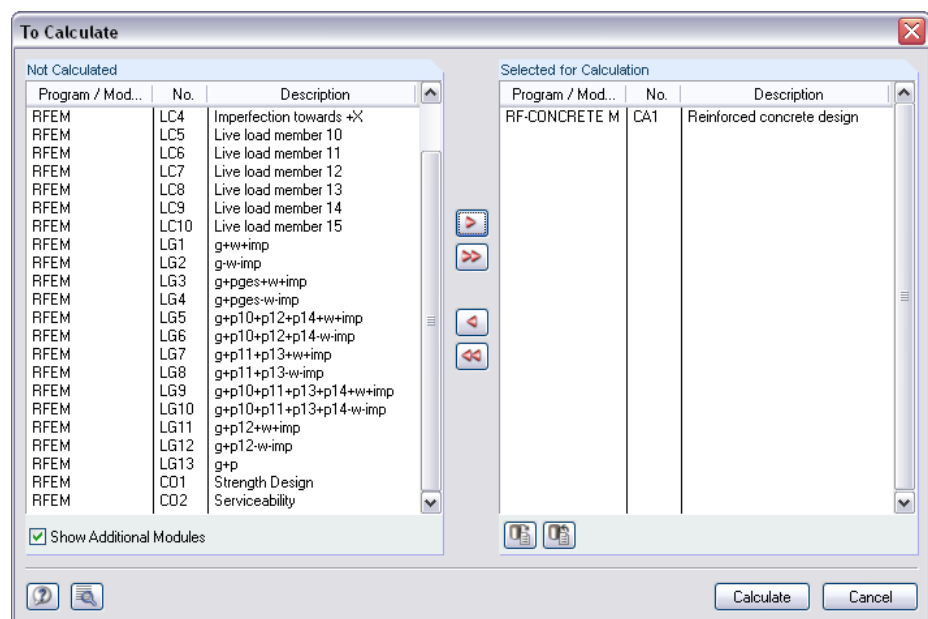 To Calculate
Not Calculated
Program / Mod... No. Description
RFEM LC4 Imperfection towards +X
RFEM LC5 Live load member 10
RFEM LC6 Live load member 11
RFEM LC7 Live load member 12
RFEM LC8 Live load member 13
RFEM LC9 Live load member 14
RFEM LC10 Live load member 15
RFEM LG1 g+w+imp
RFEM LG2 g-w-imp
RFEM LG3 g+pges+w+imp
RFEM LG4 g+pges-w-imp
RFEM LG5 g+p10+p12+p14+w+imp
RFEM LG6 g+p10+p12+p14-w-imp
RFEM LG7 g+p11+p13+w+imp
RFEM LG8 g+p11+p13-w-imp
RFEM LG9 g+p10+p11+p13+p14+w+imp
RFEM LG10 g+p10+p11+p13+p14-w-imp
RFEM LG11 g+p12+w+imp
RFEM LG12 g+p12-w-imp
RFEM LG13 g+p
RFEM CO1 Strength Design
RFEM CO2 Serviceability
Show Additional Modules
Selected for Calculation
Program / Mod... No. Description
RF-CONCRETE M CA1 Reinforced concrete design
Calculate Cancel